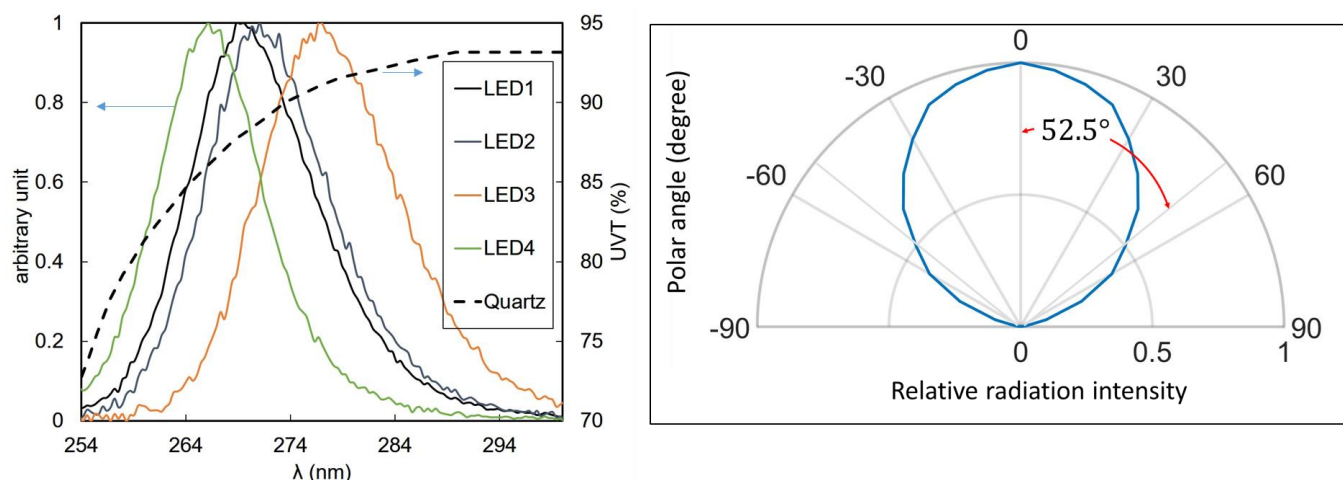 1
0.8
0.6
0.4
0.2
0
arbitrary unit
254
264
274
284
294
λ (nm)
95
90
85
80
75
70
UVT (%)
LED1
LED2
LED3
LED4
Quartz
0
-30
30
52.5°
-60
60
-90
90
0
0.5
1
Polar angle (degree)
Relative radiation intensity